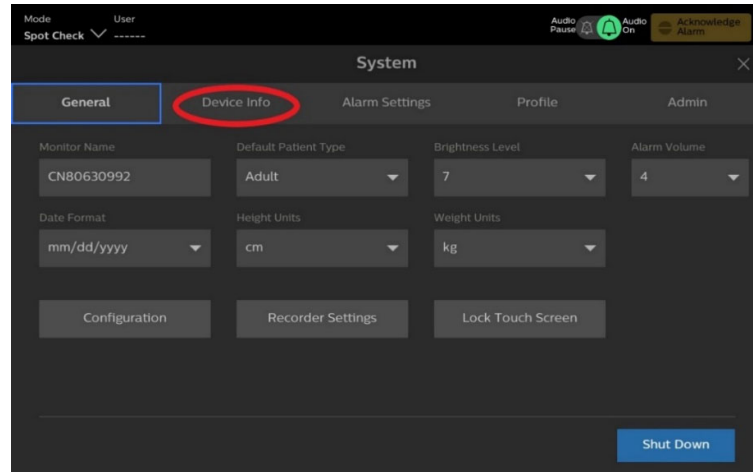 Mode User
Spot Check ------
Audio Pause Audio On Acknowledge Alarm
System
General Device Info Alarm Settings Profile Admin
Monitor Name Default Patient Type Brightness Level Alarm Volume
CN80630992 Adult 7 4
Date Format Height Units Weight Units
mm/dd/yyyy cm kg
Configuration Recorder Settings Lock Touch Screen
Shut Down